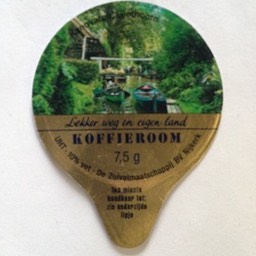 Lekker weg in eigen land
KOFFIEROOM
7,5 g
UHT · 10% vet - De Zuivelmaatschappij BV Nijkerk
ten minste
houdbaar tot:
zie onderzijde
lipje